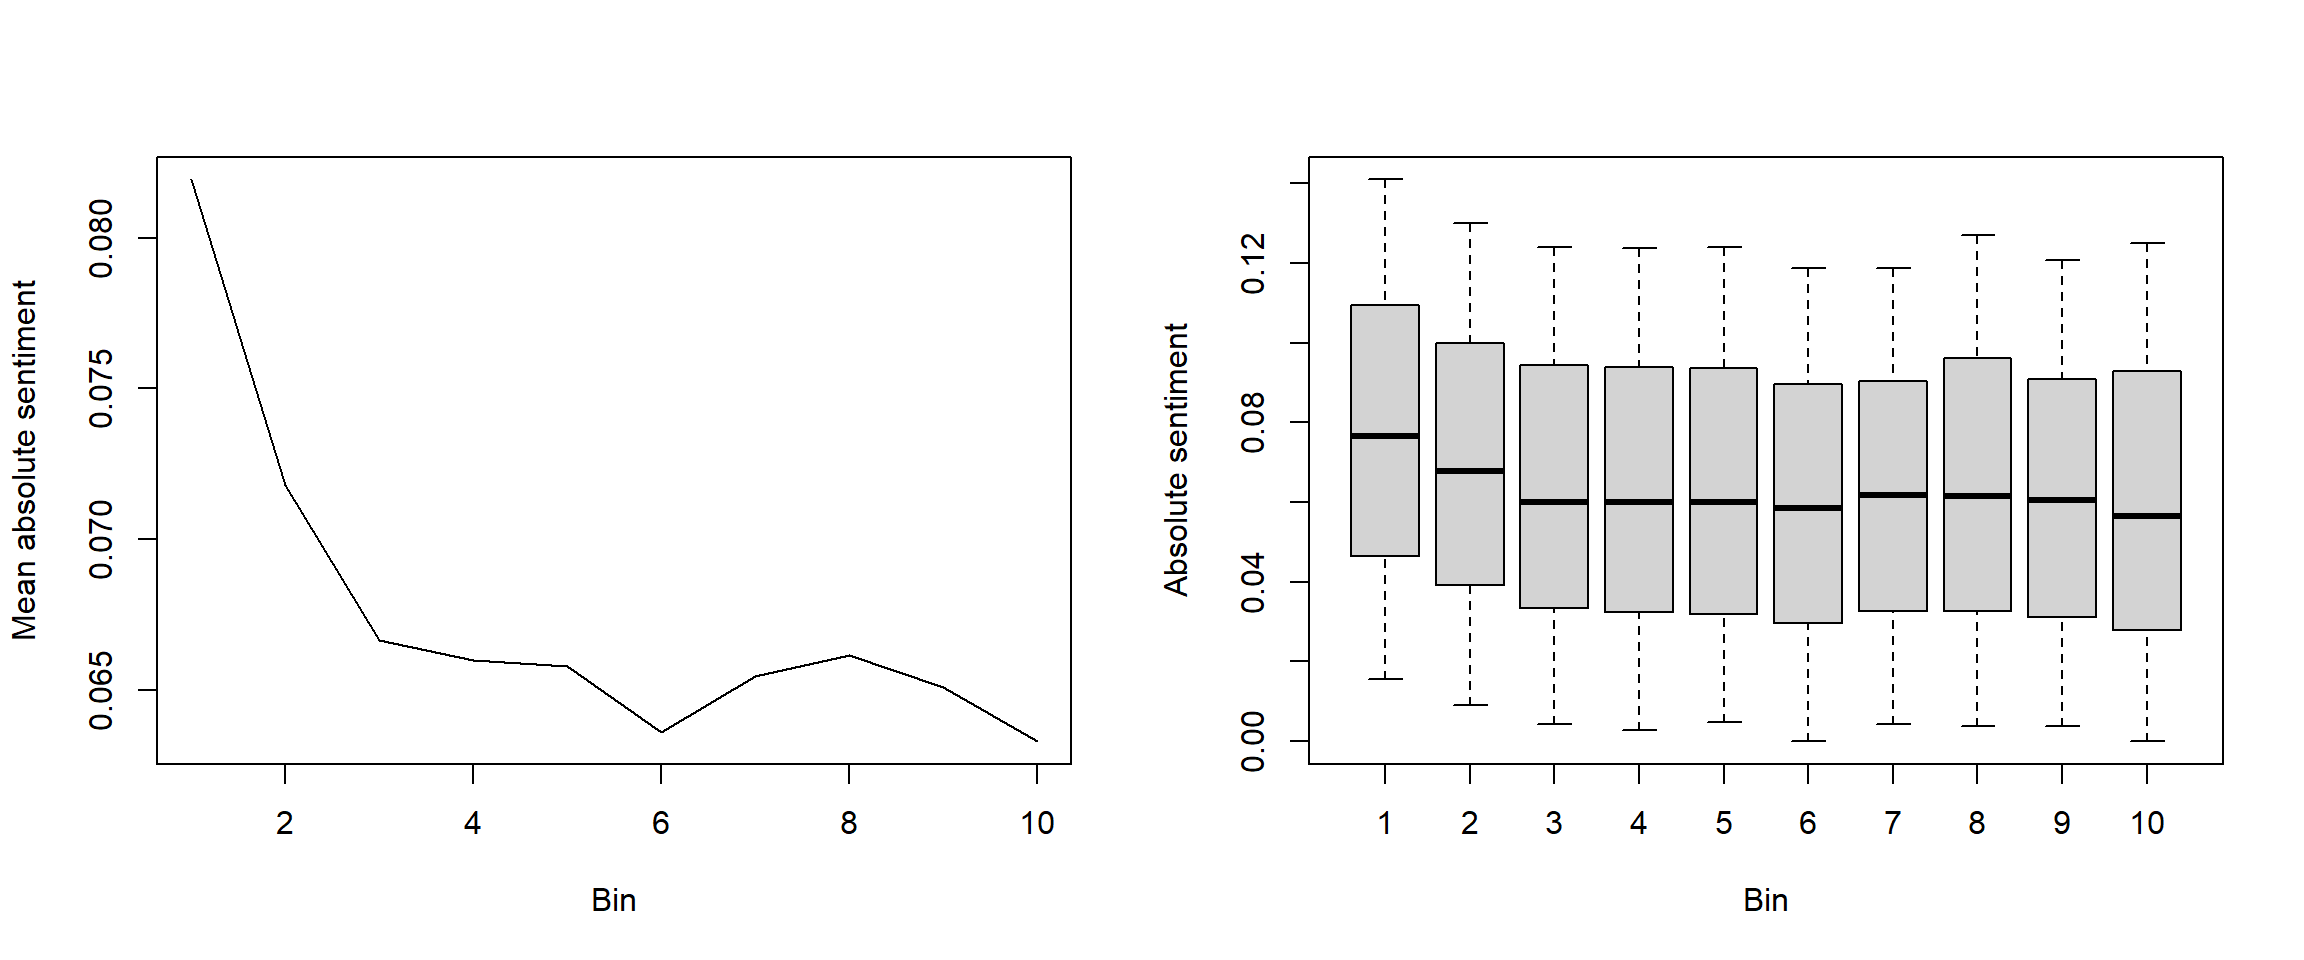 Mean absolute sentiment
0.080
0.075
0.070
0.065
2 4 6 8 10
Bin
Absolute sentiment
0.12
0.08
0.04
0.00
1 2 3 4 5 6 7 8 9 10
Bin